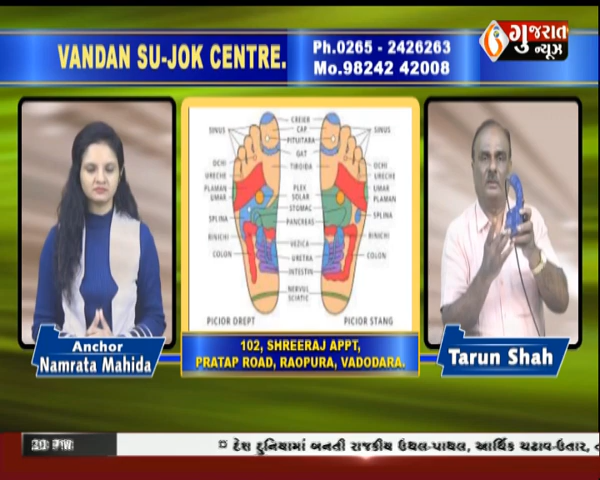 VANDAN SU-JOK CENTRE.
Ph.0265 - 2426263
Mo.98242 42008
ગુજરાત
ન્યૂઝ
CREIER
SINUS CAP SINUS
PITUITARA
GAT
OCHI TIROIDA OCHI
URECHE URECHE
PLAMAN PLEX UMAR
UMAR SOLAR PLAMAN
STOMAC
SPLINA PANCREAS SPLINA
RINICHI VEZICA RINICHI
COLON URETRA COLON
INTESTIN
NERVUS
SCIATIC
PICIOR DREPT PICIOR STANG
Anchor
Namrata Mahida
102, SHREERAJ APPT,
PRATAP ROAD, RAOPURA, VADODARA.
Tarun Shah
¤ દેશ દુનિયામાં બનતી રાજકીય ઉથલ-પાથલ, આર્થિક ચઢાવ-ઉતાર,